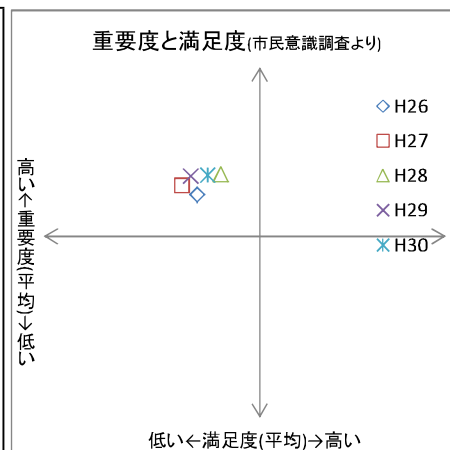 重要度と満足度(市民意識調査より)
H26
H27
H28
H29
H30
高い↑重要度(平均)↓低い
低い←満足度(平均)→高い